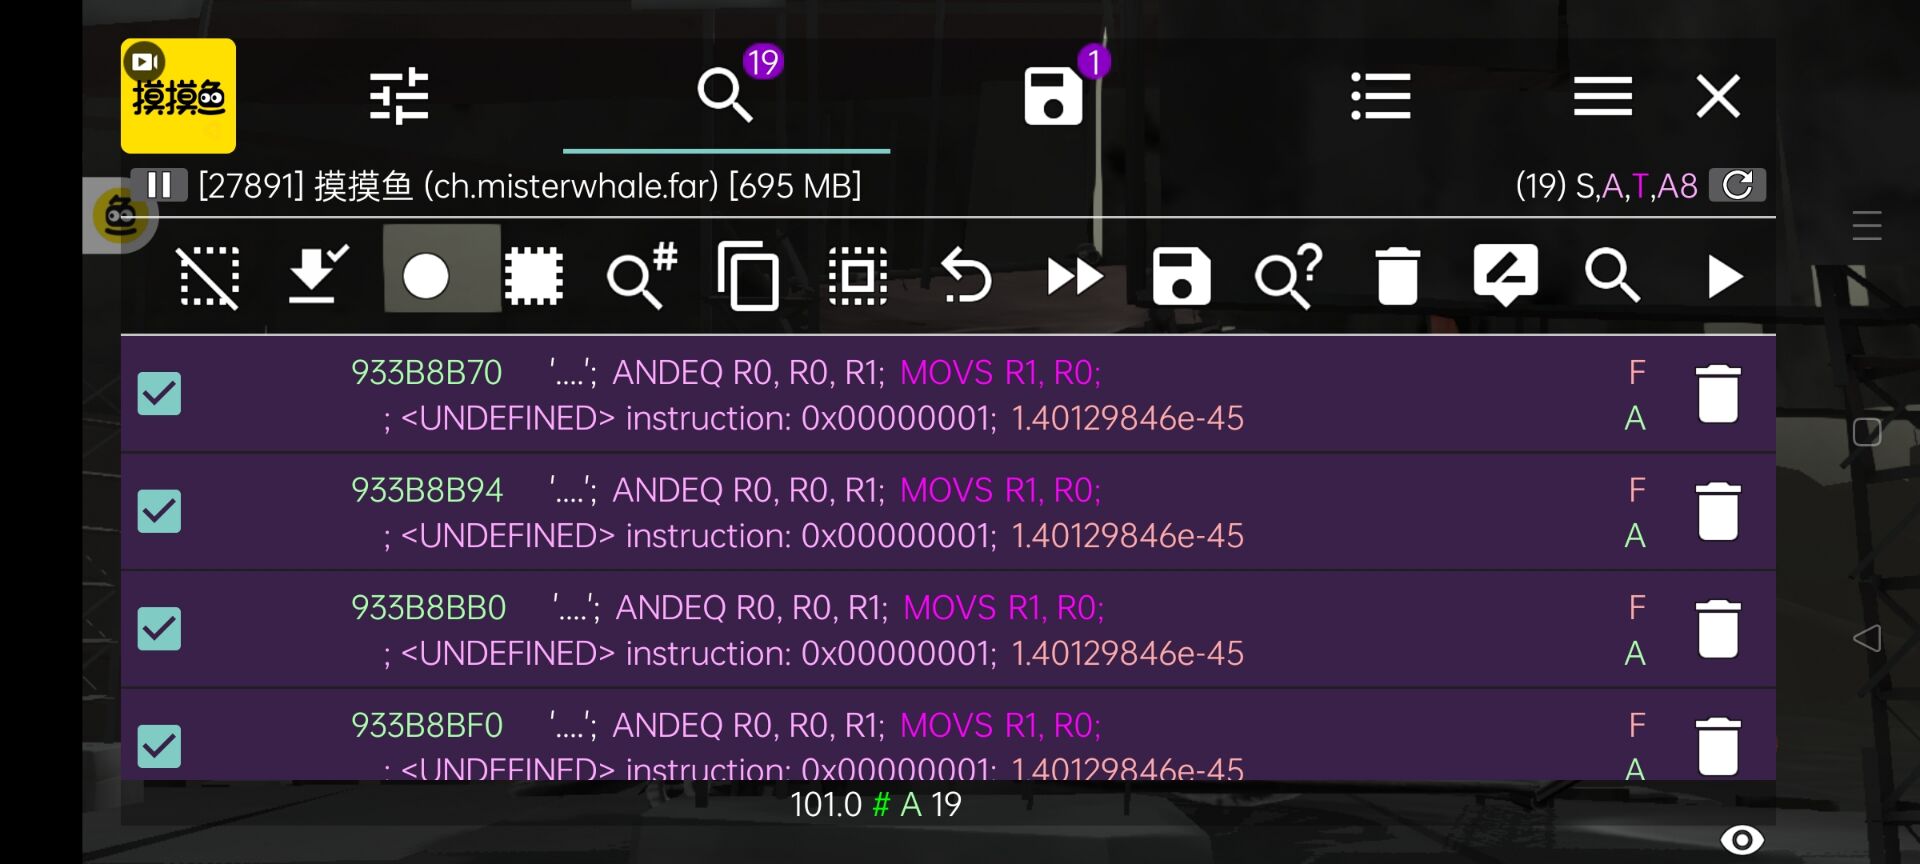 19
1
摸摸鱼
[27891] 摸摸鱼 (ch.misterwhale.far) [695 MB]
(19) S,A,T,A8
#
?
933B8B70 '....'; ANDEQ R0, R0, R1; MOVS R1, R0; F
; <UNDEFINED> instruction: 0x00000001; 1.40129846e-45 A
933B8B94 '....'; ANDEQ R0, R0, R1; MOVS R1, R0; F
; <UNDEFINED> instruction: 0x00000001; 1.40129846e-45 A
933B8BB0 '....'; ANDEQ R0, R0, R1; MOVS R1, R0; F
; <UNDEFINED> instruction: 0x00000001; 1.40129846e-45 A
933B8BF0 '....'; ANDEQ R0, R0, R1; MOVS R1, R0; F
; <UNDEFINED> instruction: 0x00000001; 1.40129846e-45 A
101.0 # A 19